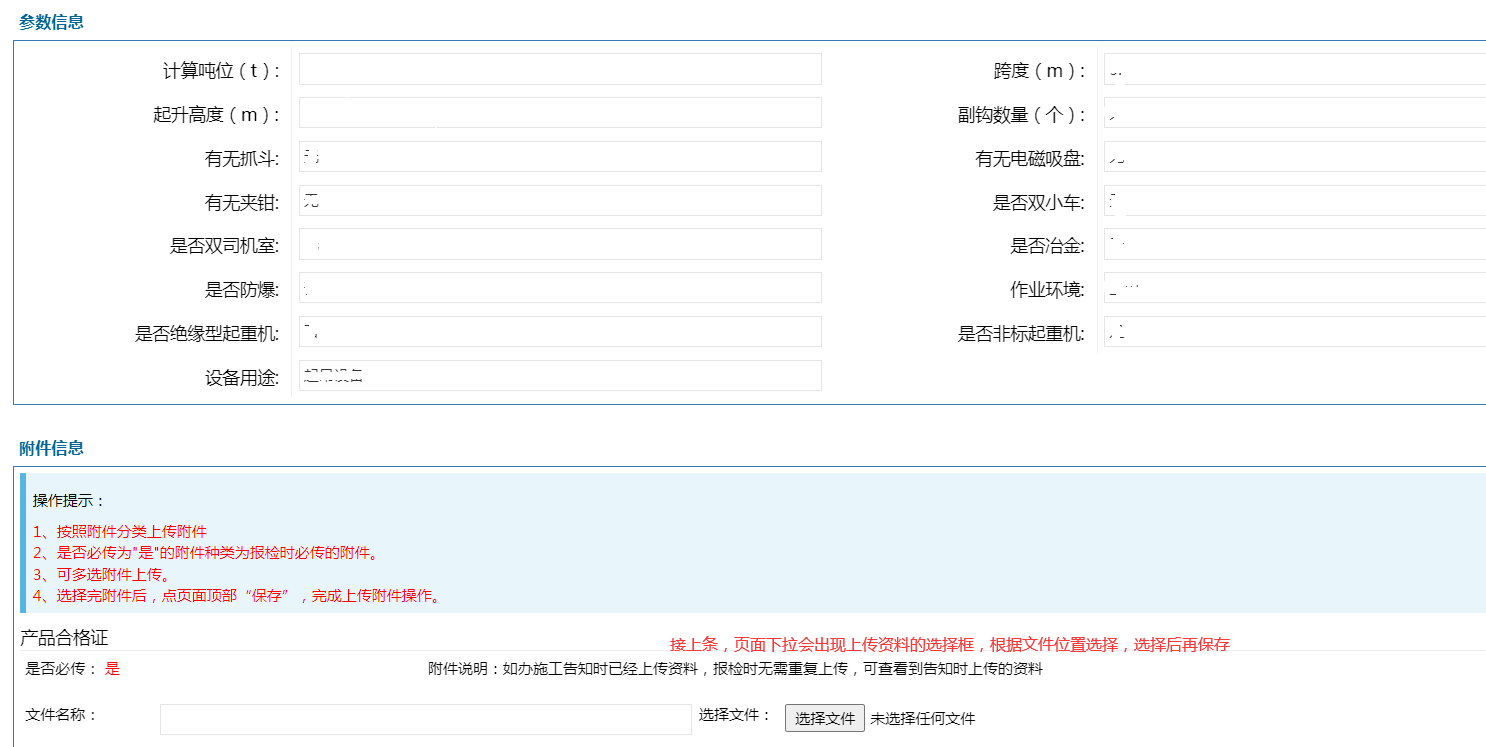 参数信息
计算吨位（t）：
跨度（m）：
起升高度（m）：
副钩数量（个）：
有无抓斗:
有无电磁吸盘:
有无夹钳:
无
是否双小车:
是否双司机室:
是否冶金:
是否防爆:
作业环境:
是否绝缘型起重机:
是否非标起重机:
设备用途:
附件信息
操作提示：
1、按照附件分类上传附件
2、是否必传为"是"的附件种类为报检时必传的附件。
3、可多选附件上传。
4、选择完附件后，点页面顶部“保存”，完成上传附件操作。
产品合格证
接上条，页面下拉会出现上传资料的选择框，根据文件位置选择，选择后再保存
是否必传： 是
附件说明：如办施工告知时已经上传资料，报检时无需重复上传，可查看到告知时上传的资料
文件名称：
选择文件：
选择文件 未选择任何文件